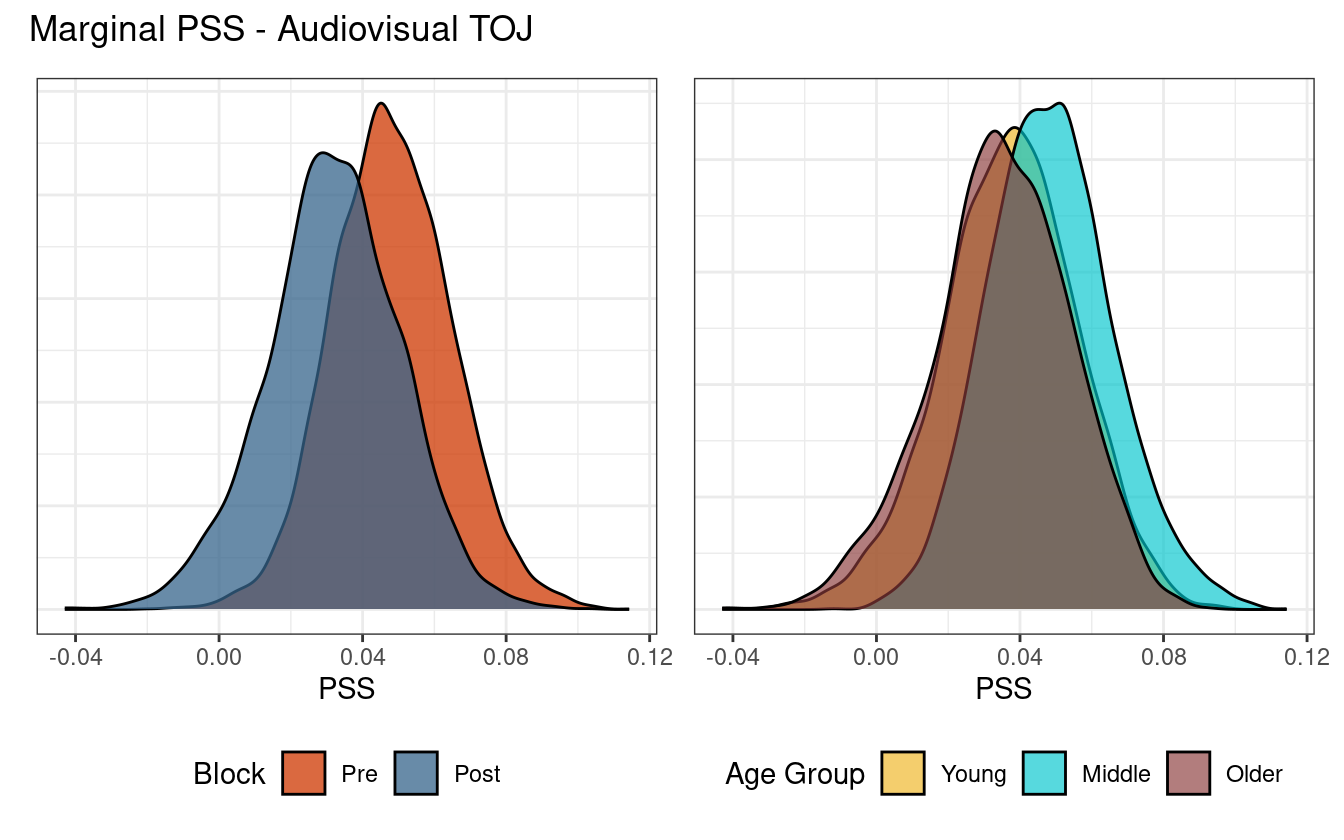 Marginal PSS - Audiovisual TOJ
-0.04 0.00 0.04 0.08 0.12
PSS
Block Pre Post
-0.04 0.00 0.04 0.08 0.12
PSS
Age Group Young Middle Older